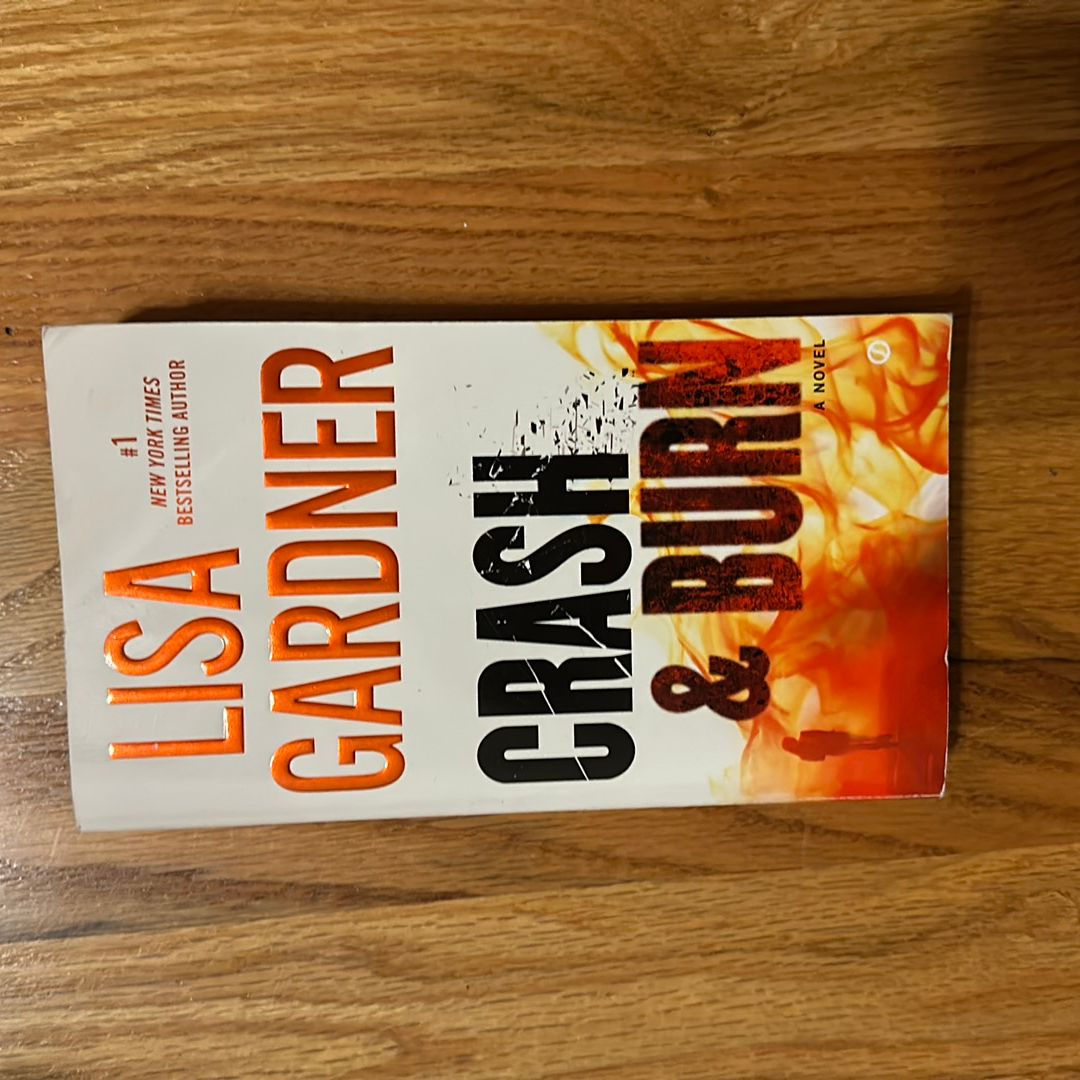 #1
NEW YORK TIMES
BESTSELLING AUTHOR
LISA
GARDNER
CRASH
& BURN
A NOVEL